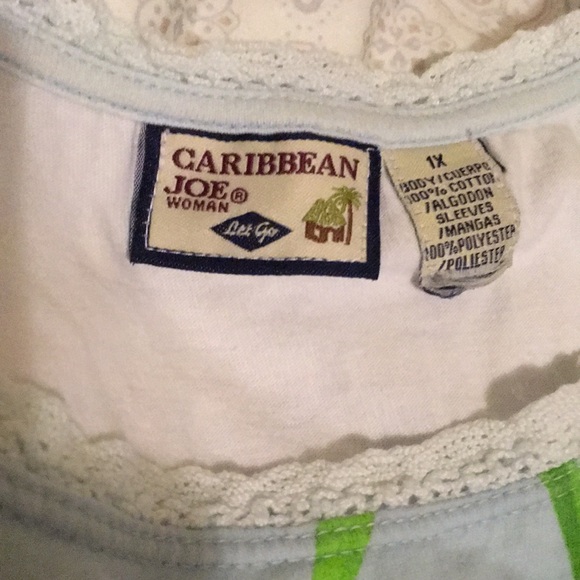 CARIBBEAN
JOE®
WOMAN
Let Go
1X
BODY/CUERPO
100% COTTON
/ALGODON
SLEEVES
/MANGAS
100%POLYESTER
/POLIESTER